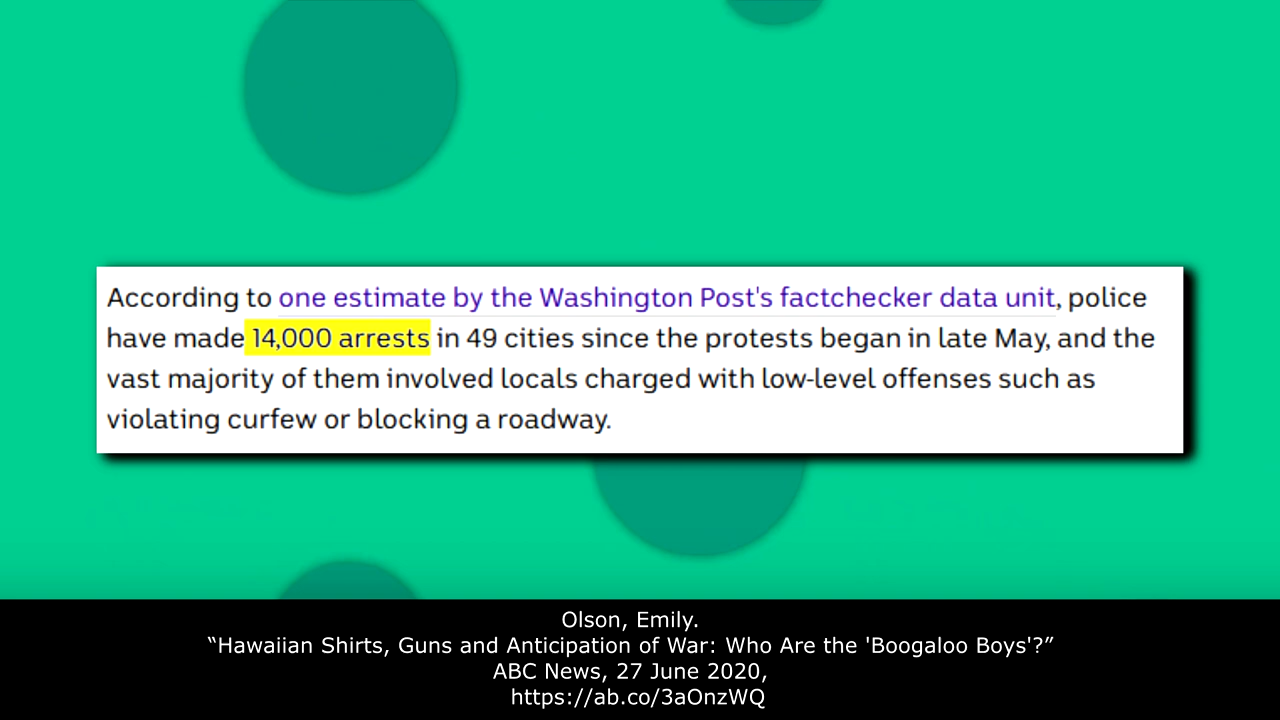 According to one estimate by the Washington Post's factchecker data unit, police
have made 14,000 arrests in 49 cities since the protests began in late May, and the
vast majority of them involved locals charged with low-level offenses such as
violating curfew or blocking a roadway.
Olson, Emily.
“Hawaiian Shirts, Guns and Anticipation of War: Who Are the 'Boogaloo Boys'?”
ABC News, 27 June 2020,
https://ab.co/3aOnzWQ